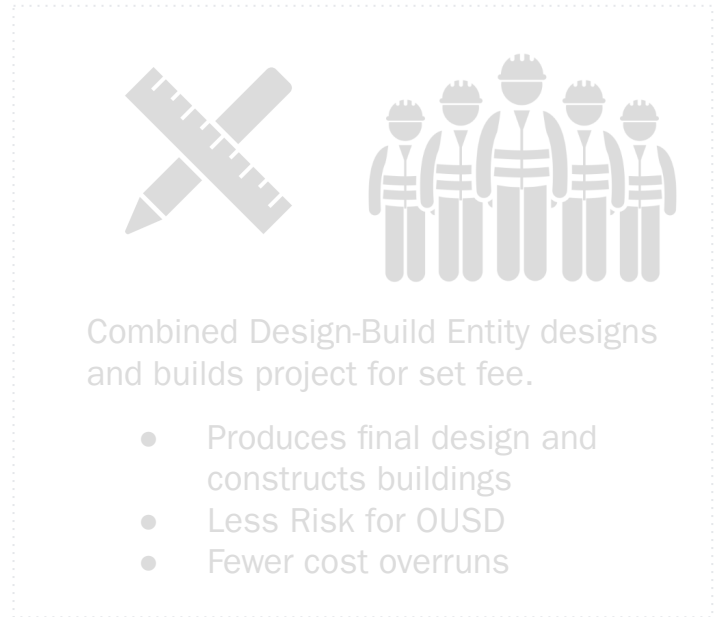 Combined Design-Build Entity designs
and builds project for set fee.
● Produces final design and
constructs buildings
● Less Risk for OUSD
● Fewer cost overruns